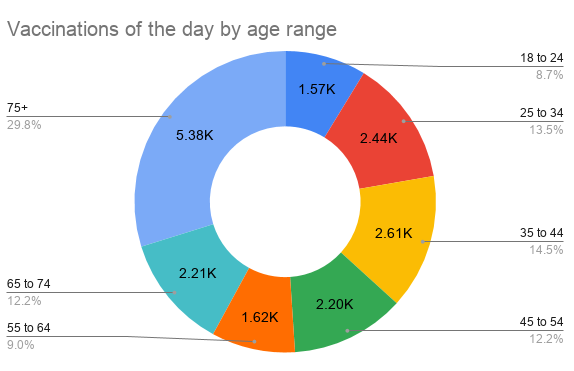 Vaccinations of the day by age range
18 to 24
8.7%
1.57K
25 to 34
13.5%
2.44K
35 to 44
14.5%
2.61K
45 to 54
12.2%
2.20K
55 to 64
9.0%
1.62K
65 to 74
12.2%
2.21K
75+
29.8%
5.38K